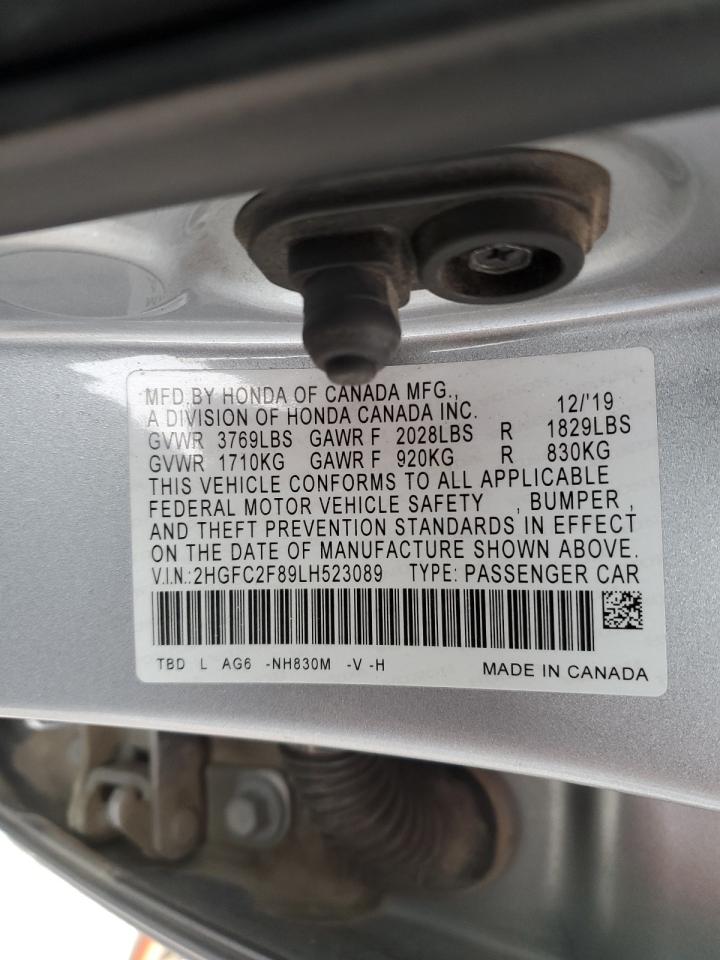 MFD.BY HONDA OF CANADA MFG.,
A DIVISION OF HONDA CANADA INC. 12/'19
GVWR 3769LBS GAWR F 2028LBS R 1829LBS
GVWR 1710KG GAWR F 920KG R 830KG
THIS VEHICLE CONFORMS TO ALL APPLICABLE
FEDERAL MOTOR VEHICLE SAFETY , BUMPER ,
AND THEFT PREVENTION STANDARDS IN EFFECT
ON THE DATE OF MANUFACTURE SHOWN ABOVE.
V.I.N.:2HGFC2F89LH523089 TYPE: PASSENGER CAR
TBD L AG6 -NH830M -V -H MADE IN CANADA